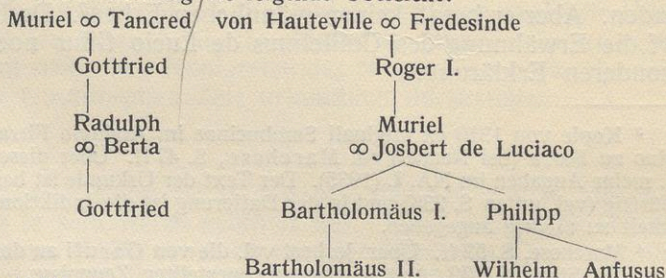 Muriel ∞ Tancred von Hauteville ∞ Fredesinde
Gottfried Roger I.
Radulph Muriel
∞ Berta ∞ Josbert de Luciaco
Gottfried Bartholomäus I. Philipp
Bartholomäus II. Wilhelm Anfusus